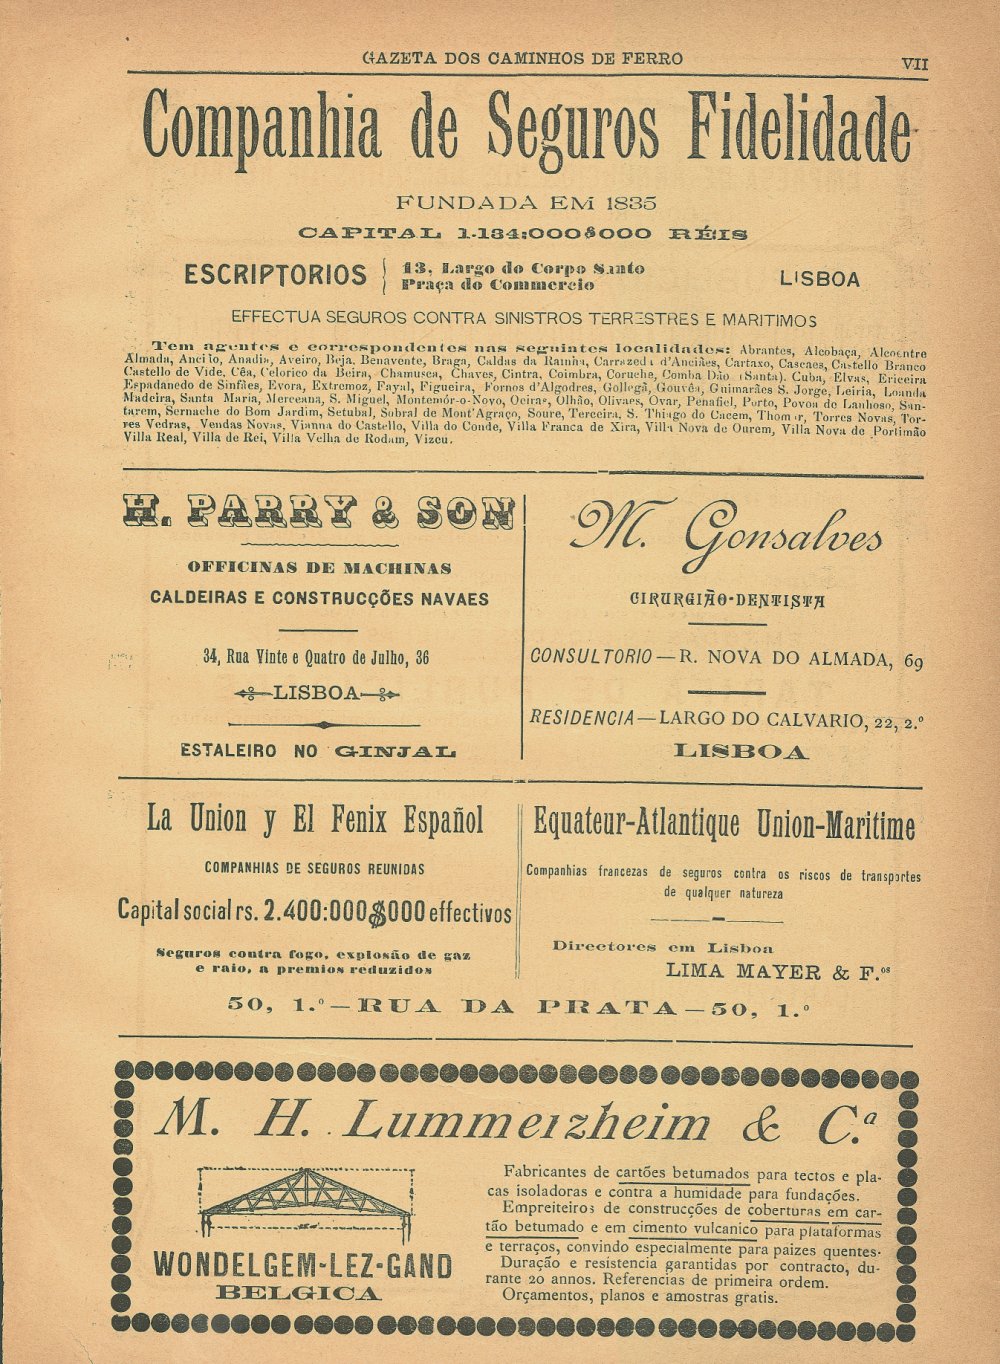 GAZETA DOS CAMINHOS DE FERRO
VII
Companhia de Seguros Fidelidade
FUNDADA EM 1835
CAPITAL 1.134:000$000 RÉIS
ESCRIPTORIOS { 13, Largo do Corpo Santo
Praça do Commercio
LISBOA
EFFECTUA SEGUROS CONTRA SINISTROS TERRESTRES E MARITIMOS
Tem agentes e correspondentes nas seguintes localidades: Abrantes, Alcobaça, Alcoentre
Almada, Ancião, Anadia, Aveiro, Beja, Benavente, Braga, Caldas da Rainha, Carrazeda d'Anciães, Cartaxo, Cascaes, Castello Branco
Castello de Vide, Cêa, Celorico da Beira, Chamusca, Chaves, Cintra, Coimbra, Coruche, Comba Dão (Santa). Cuba, Elvas, Ericeira
Espadanedo de Sinfães, Evora, Extremoz, Fayal, Figueira, Fornos d'Algodres, Gollegã, Gouvêa, Guimarães S. Jorge, Leiria, Loanda
Madeira, Santa Maria, Merceana, S. Miguel, Montemór-o-Novo, Oeiras, Olhão, Olivaes, Ovar, Penafiel, Porto, Povoa de Lanhoso, San-
tarem, Sernache do Bom Jardim, Setubal, Sobral de Mont'Agraço, Soure, Terceira, S. Thiago do Cacem, Thomar, Torres Novas, Tor-
res Vedras, Vendas Novas, Vianna do Castello, Villa do Conde, Villa Franca de Xira, Villa Nova de Ourem, Villa Nova de Portimão
Villa Real, Villa de Rei, Villa Velha de Rodam, Vizeu.
H. PARRY & SON
OFFICINAS DE MACHINAS
CALDEIRAS E CONSTRUCÇÕES NAVAES
34, Rua Vinte e Quatro de Julho, 36
LISBOA
ESTALEIRO NO GINJAL
M. Gonsalves
CIRURGIÃO-DENTISTA
CONSULTORIO — R. NOVA DO ALMADA, 69
RESIDENCIA — LARGO DO CALVARIO, 22, 2.º
LISBOA
La Union y El Fenix Español
COMPANHIAS DE SEGUROS REUNIDAS
Capital social rs. 2.400:000$000 effectivos
Seguros contra fogo, explosão de gaz
e raio, a premios reduzidos
Equateur-Atlantique Union-Maritime
Companhias francezas de seguros contra os riscos de transportes
de qualquer natureza
Directores em Lisboa
LIMA MAYER & F.os
50, 1.º — RUA DA PRATA — 50, 1.º
M. H. Lummerzheim & C.ª
WONDELGEM-LEZ-GAND
BELGICA
Fabricantes de cartões betumados para tectos e pla-
cas isoladoras e contra a humidade para fundações.
Empreiteiros de construcções de coberturas em car-
tão betumado e em cimento vulcanico para plataformas
e terraços, convindo especialmente para paizes quentes.
Duração e resistencia garantidas por contracto, du-
rante 20 annos. Referencias de primeira ordem.
Orçamentos, planos e amostras gratis.